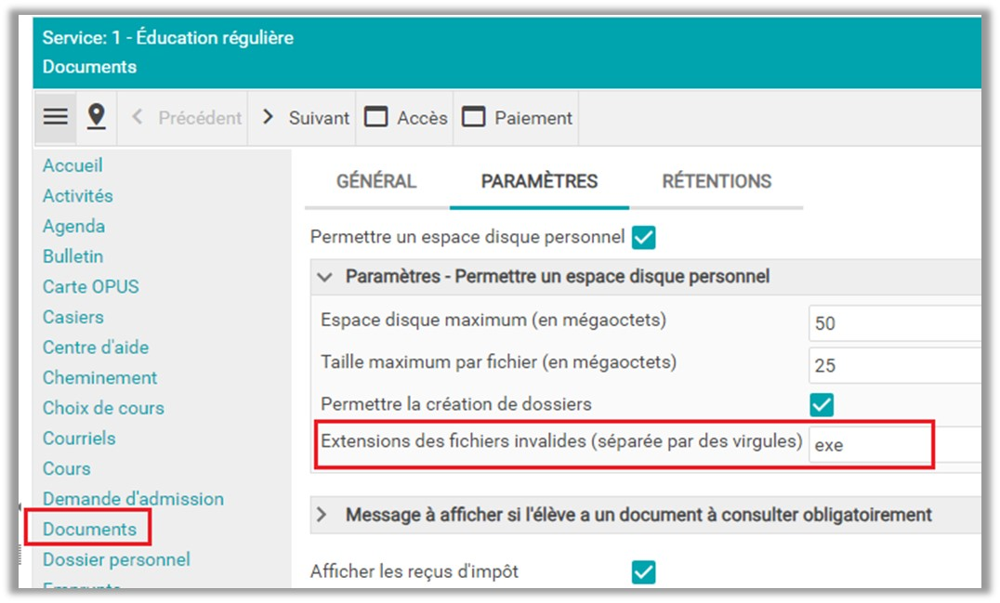 Service: 1 - Éducation régulière
Documents
Précédent Suivant Accès Paiement
Accueil
Activités
Agenda
Bulletin
Carte OPUS
Casiers
Centre d'aide
Cheminement
Choix de cours
Courriels
Cours
Demande d'admission
Documents
Dossier personnel
Emprunts
GÉNÉRAL PARAMÈTRES RÉTENTIONS
Permettre un espace disque personnel
Paramètres - Permettre un espace disque personnel
Espace disque maximum (en mégaoctets) 50
Taille maximum par fichier (en mégaoctets) 25
Permettre la création de dossiers
Extensions des fichiers invalides (séparée par des virgules) exe
Message à afficher si l'élève a un document à consulter obligatoirement
Afficher les reçus d'impôt